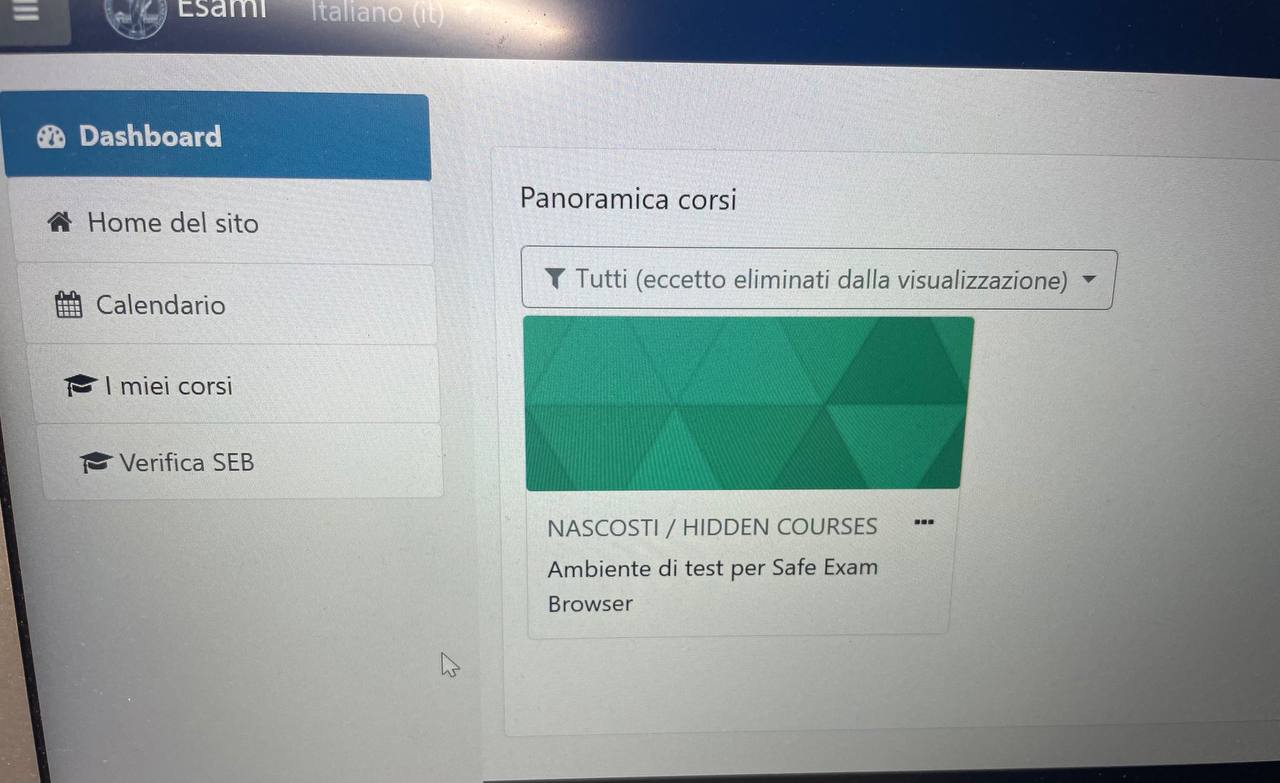 Esami
Italiano (it)
Dashboard
Home del sito
Calendario
I miei corsi
Verifica SEB
Panoramica corsi
Tutti (eccetto eliminati dalla visualizzazione)
NASCOSTI / HIDDEN COURSES
Ambiente di test per Safe Exam
Browser